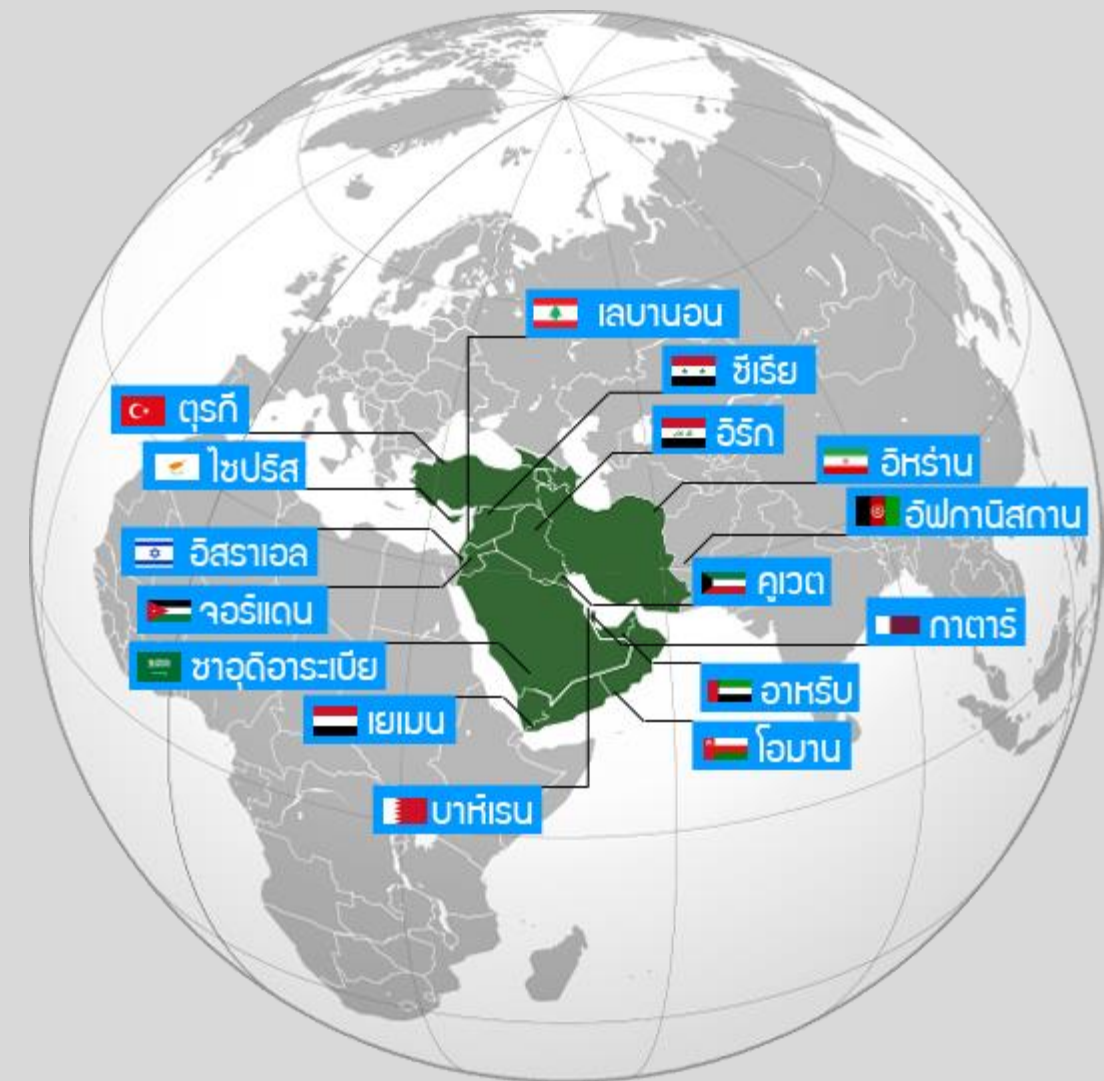 เลบานอน
ซีเรีย
ตุรกี
อิรัก
ไซปรัส
อิหร่าน
อัฟกานิสถาน
อิสราเอล
คูเวต
จอร์แดน
กาตาร์
ซาอุดิอาระเบีย
อาหรับ
เยเมน
โอมาน
บาห์เรน